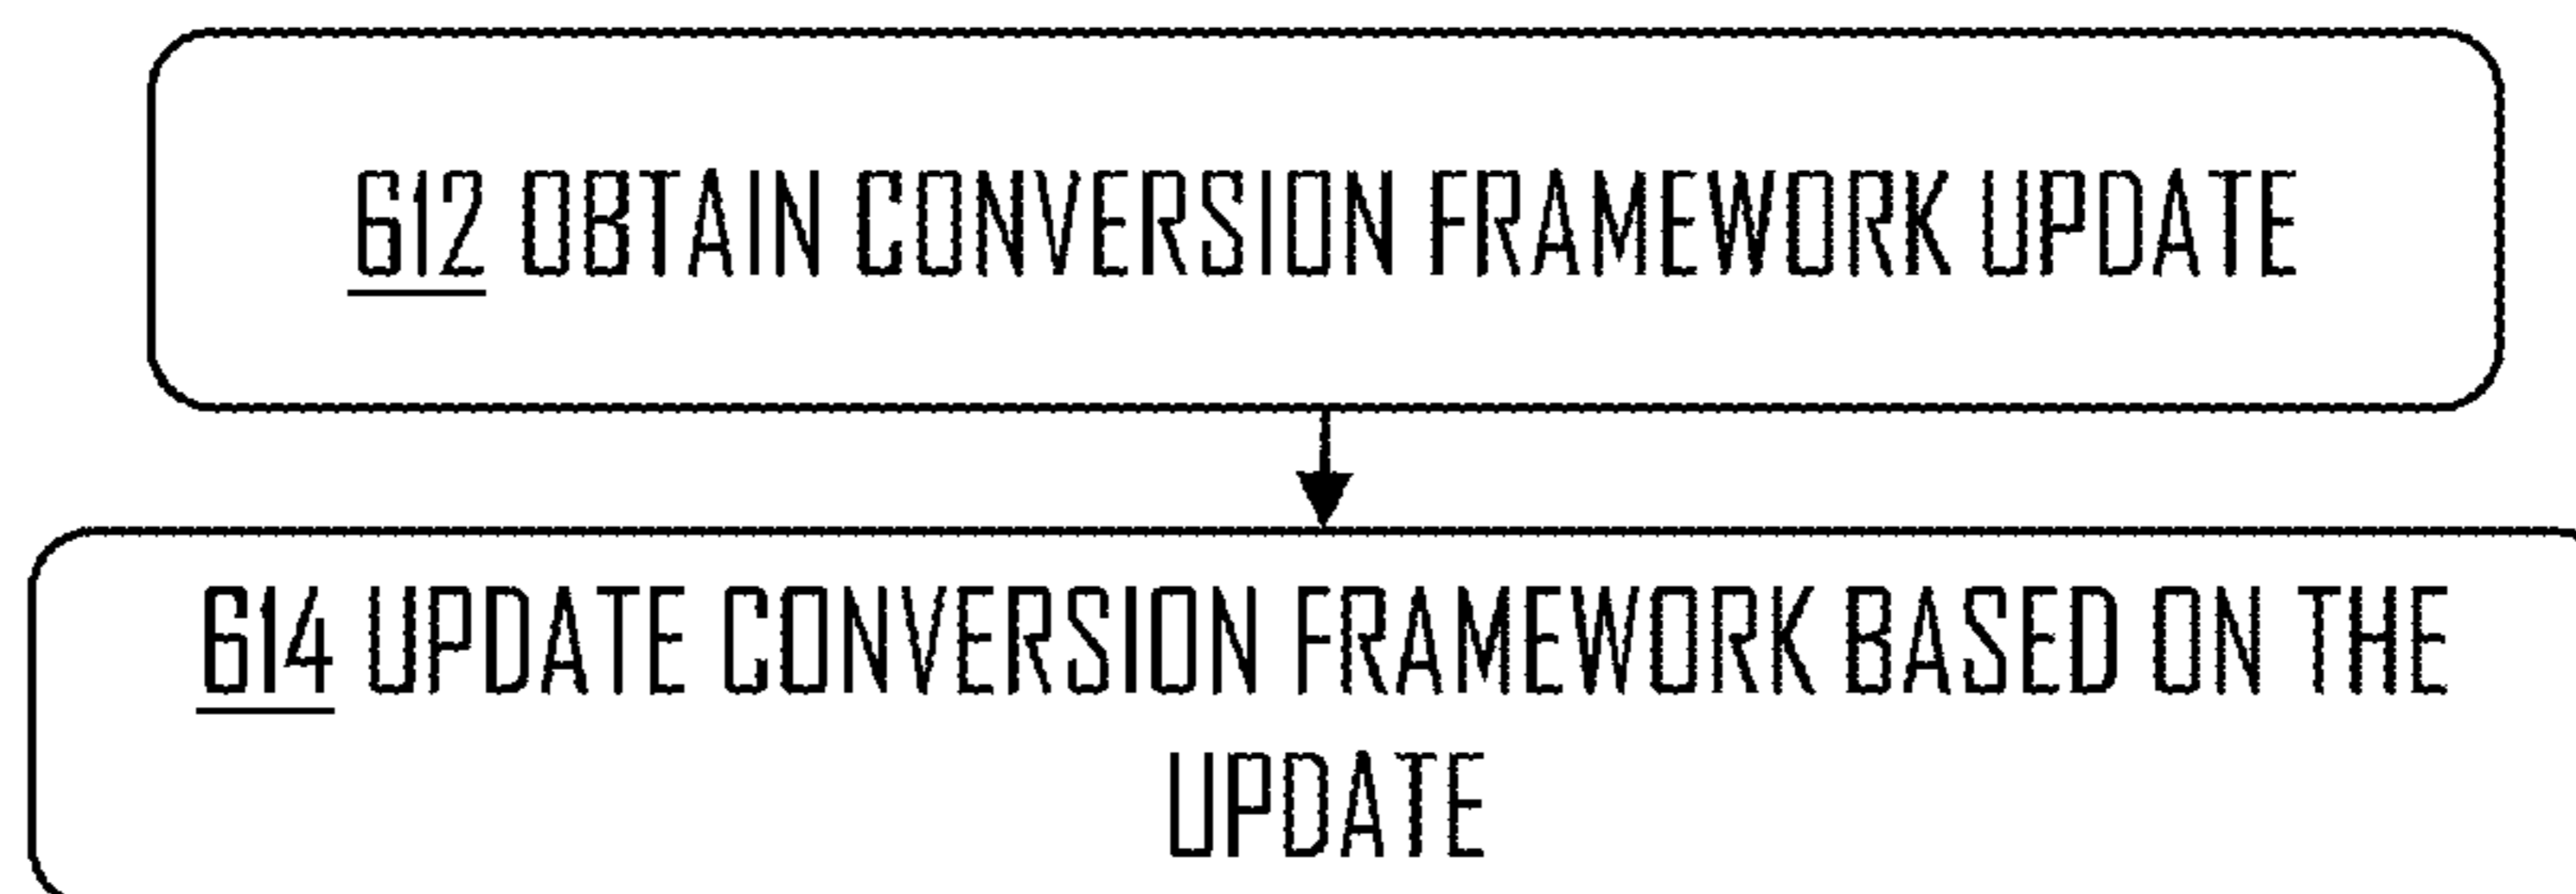 612 OBTAIN CONVERSION FRAMEWORK UPDATE
614 UPDATE CONVERSION FRAMEWORK BASED ON THE
UPDATE